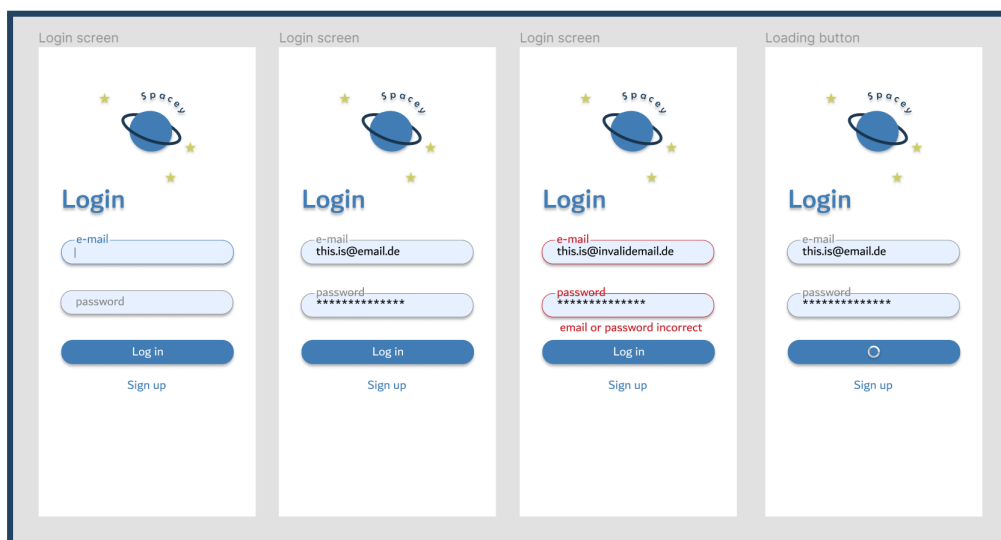 Login screen
Spacey
Login
e-mail
|
password
Log in
Sign up
Login screen
Spacey
Login
e-mail
this.is@email.de
password
**************
Log in
Sign up
Login screen
Spacey
Login
e-mail
this.is@invalidemail.de
password
**************
email or password incorrect
Log in
Sign up
Loading button
Spacey
Login
e-mail
this.is@email.de
password
**************
Sign up